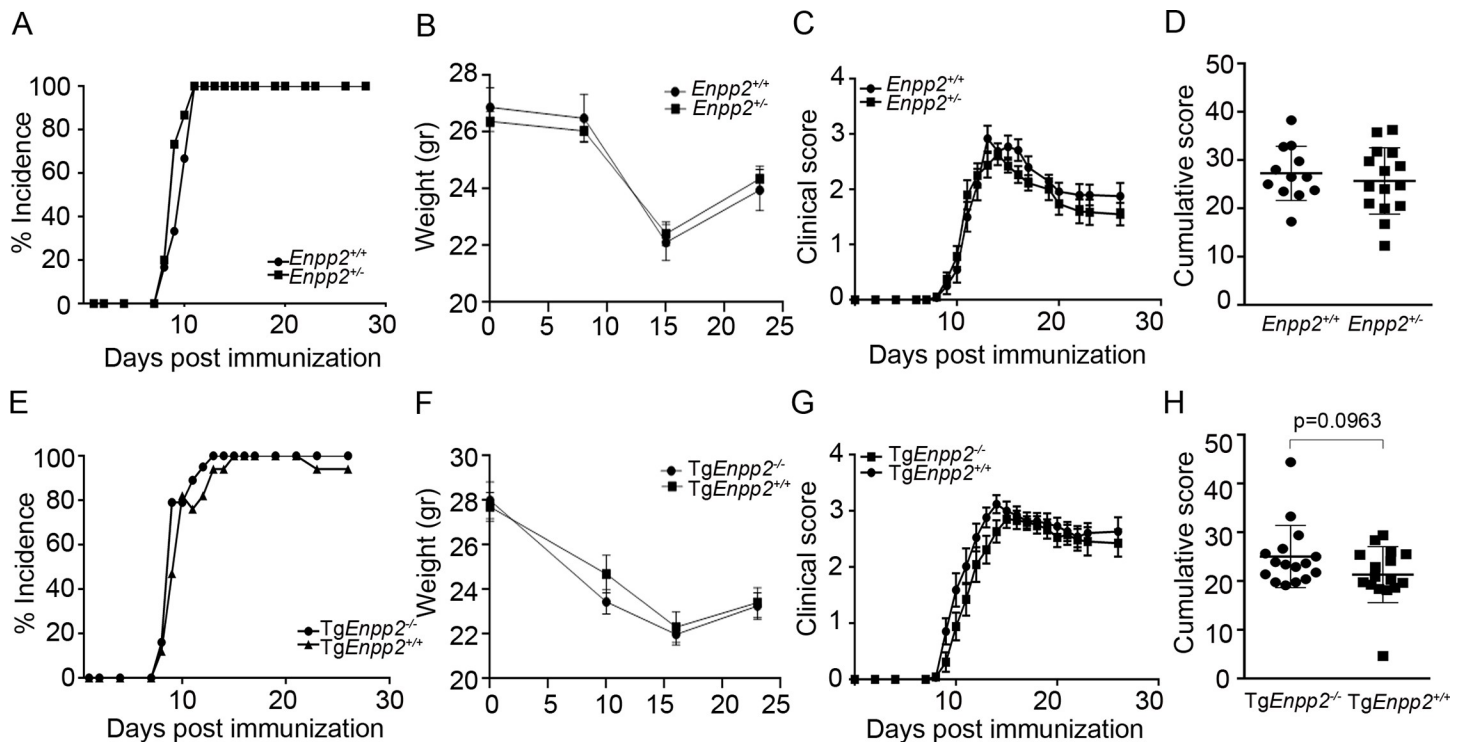 A
% Incidence
100
80
60
40
20
0
10
20
30
Enpp2+/+
Enpp2+/-
Days post immunization
B
Weight (gr)
28
26
24
22
20
0
5
10
15
20
25
Enpp2+/+
Enpp2+/-
C
Clinical score
4
3
2
1
0
0
10
20
30
Enpp2+/+
Enpp2+/-
Days post immunization
D
Cumulative score
50
40
30
20
10
0
Enpp2+/+ Enpp2+/-
E
% Incidence
100
80
60
40
20
0
10
20
30
TgEnpp2-/-
TgEnpp2+/+
Days post immunization
F
Weight (gr)
30
28
26
24
22
20
0
5
10
15
20
25
TgEnpp2-/-
TgEnpp2+/+
G
Clinical score
4
3
2
1
0
10
20
30
TgEnpp2-/-
TgEnpp2+/+
Days post immunization
H
p=0.0963
Cumulative score
50
40
30
20
10
0
TgEnpp2-/- TgEnpp2+/+